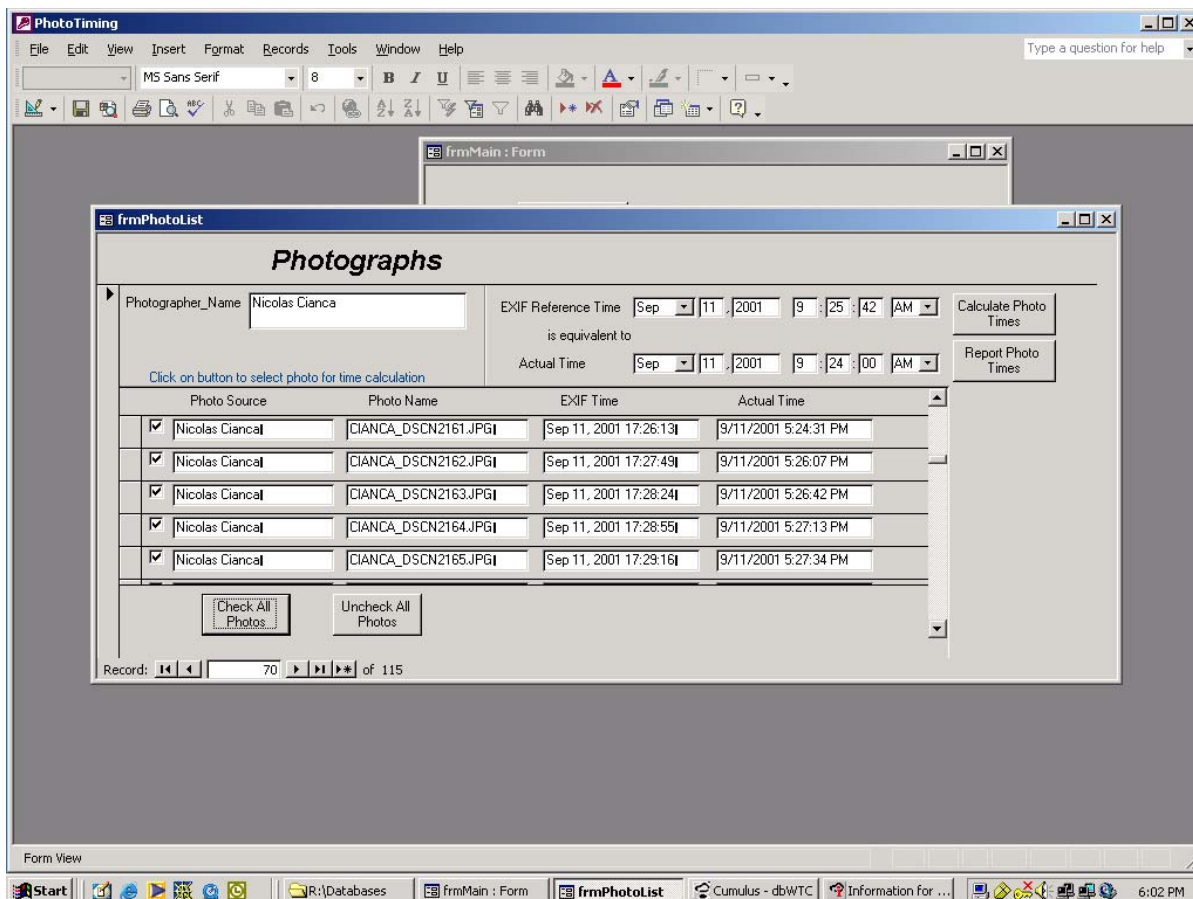 PhotoTiming
File Edit View Insert Format Records Tools Window Help
Type a question for help
MS Sans Serif 8 B I U A
frmMain : Form
frmPhotoList
Photographs
Photographer_Name Nicolas Cianca
EXIF Reference Time Sep 11 , 2001 9 : 25 : 42 AM
Calculate Photo Times
is equivalent to
Actual Time Sep 11 , 2001 9 : 24 : 00 AM
Report Photo Times
Click on button to select photo for time calculation
Photo Source Photo Name EXIF Time Actual Time
Nicolas Cianca CIANCA_DSCN2161.JPG Sep 11, 2001 17:26:13 9/11/2001 5:24:31 PM
Nicolas Cianca CIANCA_DSCN2162.JPG Sep 11, 2001 17:27:49 9/11/2001 5:26:07 PM
Nicolas Cianca CIANCA_DSCN2163.JPG Sep 11, 2001 17:28:24 9/11/2001 5:26:42 PM
Nicolas Cianca CIANCA_DSCN2164.JPG Sep 11, 2001 17:28:55 9/11/2001 5:27:13 PM
Nicolas Cianca CIANCA_DSCN2165.JPG Sep 11, 2001 17:29:16 9/11/2001 5:27:34 PM
Check All Photos
Uncheck All Photos
Record: 70 of 115
Form View
Start R:\Databases frmMain : Form frmPhotoList Cumulus - dbWTC Information for ... 6:02 PM